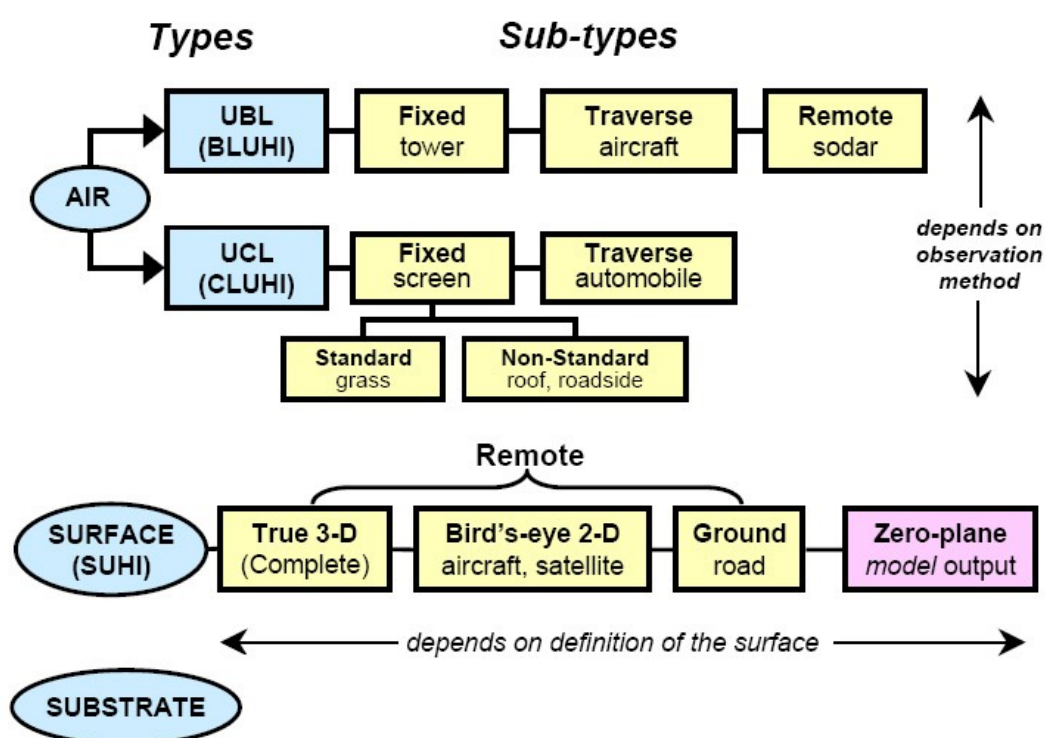 Types
Sub-types
UBL
(BLUHI)
Fixed
tower
Traverse
aircraft
Remote
sodar
AIR
UCL
(CLUHI)
Fixed
screen
Traverse
automobile
depends on
observation
method
Standard
grass
Non-Standard
roof, roadside
Remote
SURFACE
(SUHI)
True 3-D
(Complete)
Bird's-eye 2-D
aircraft, satellite
Ground
road
Zero-plane
model output
depends on definition of the surface
SUBSTRATE